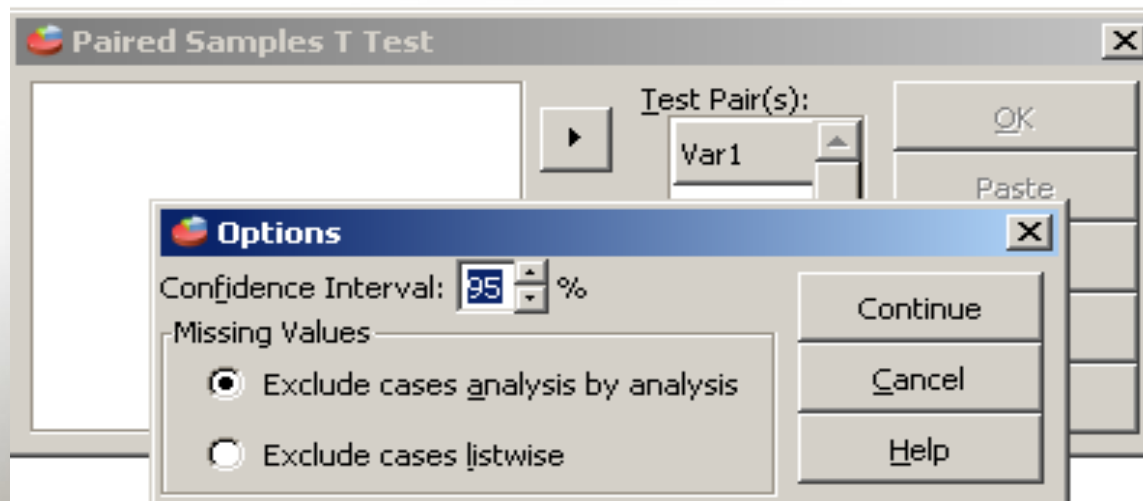 Paired Samples T Test
Test Pair(s):
Var1
OK
Paste
Options
Confidence Interval: 95 %
Missing Values
Exclude cases analysis by analysis
Exclude cases listwise
Continue
Cancel
Help